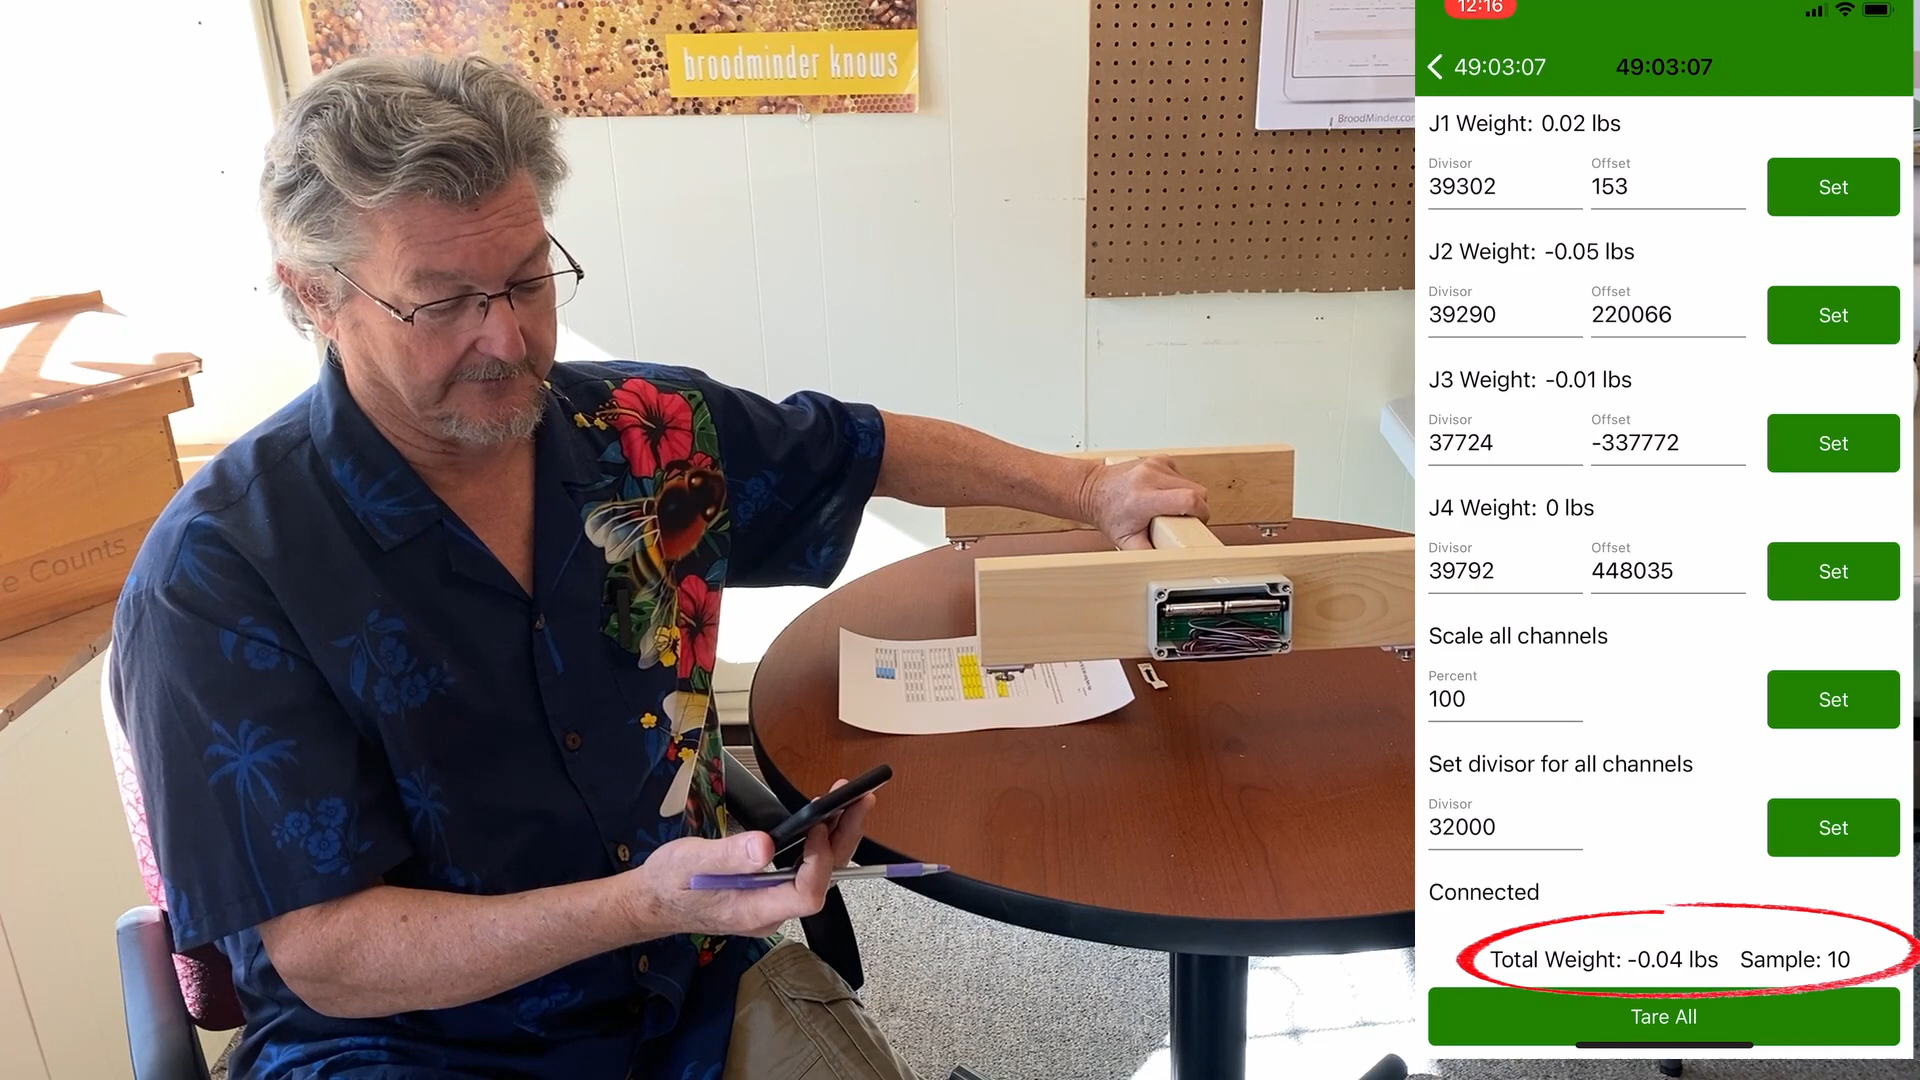 broodminder knows
BroodMinder.com
e Counts
12:16
49:03:07 49:03:07
J1 Weight: 0.02 lbs
Divisor Offset
39302 153 Set
J2 Weight: -0.05 lbs
Divisor Offset
39290 220066 Set
J3 Weight: -0.01 lbs
Divisor Offset
37724 -337772 Set
J4 Weight: 0 lbs
Divisor Offset
39792 448035 Set
Scale all channels
Percent
100 Set
Set divisor for all channels
Divisor
32000 Set
Connected
Total Weight: -0.04 lbs Sample: 10
Tare All